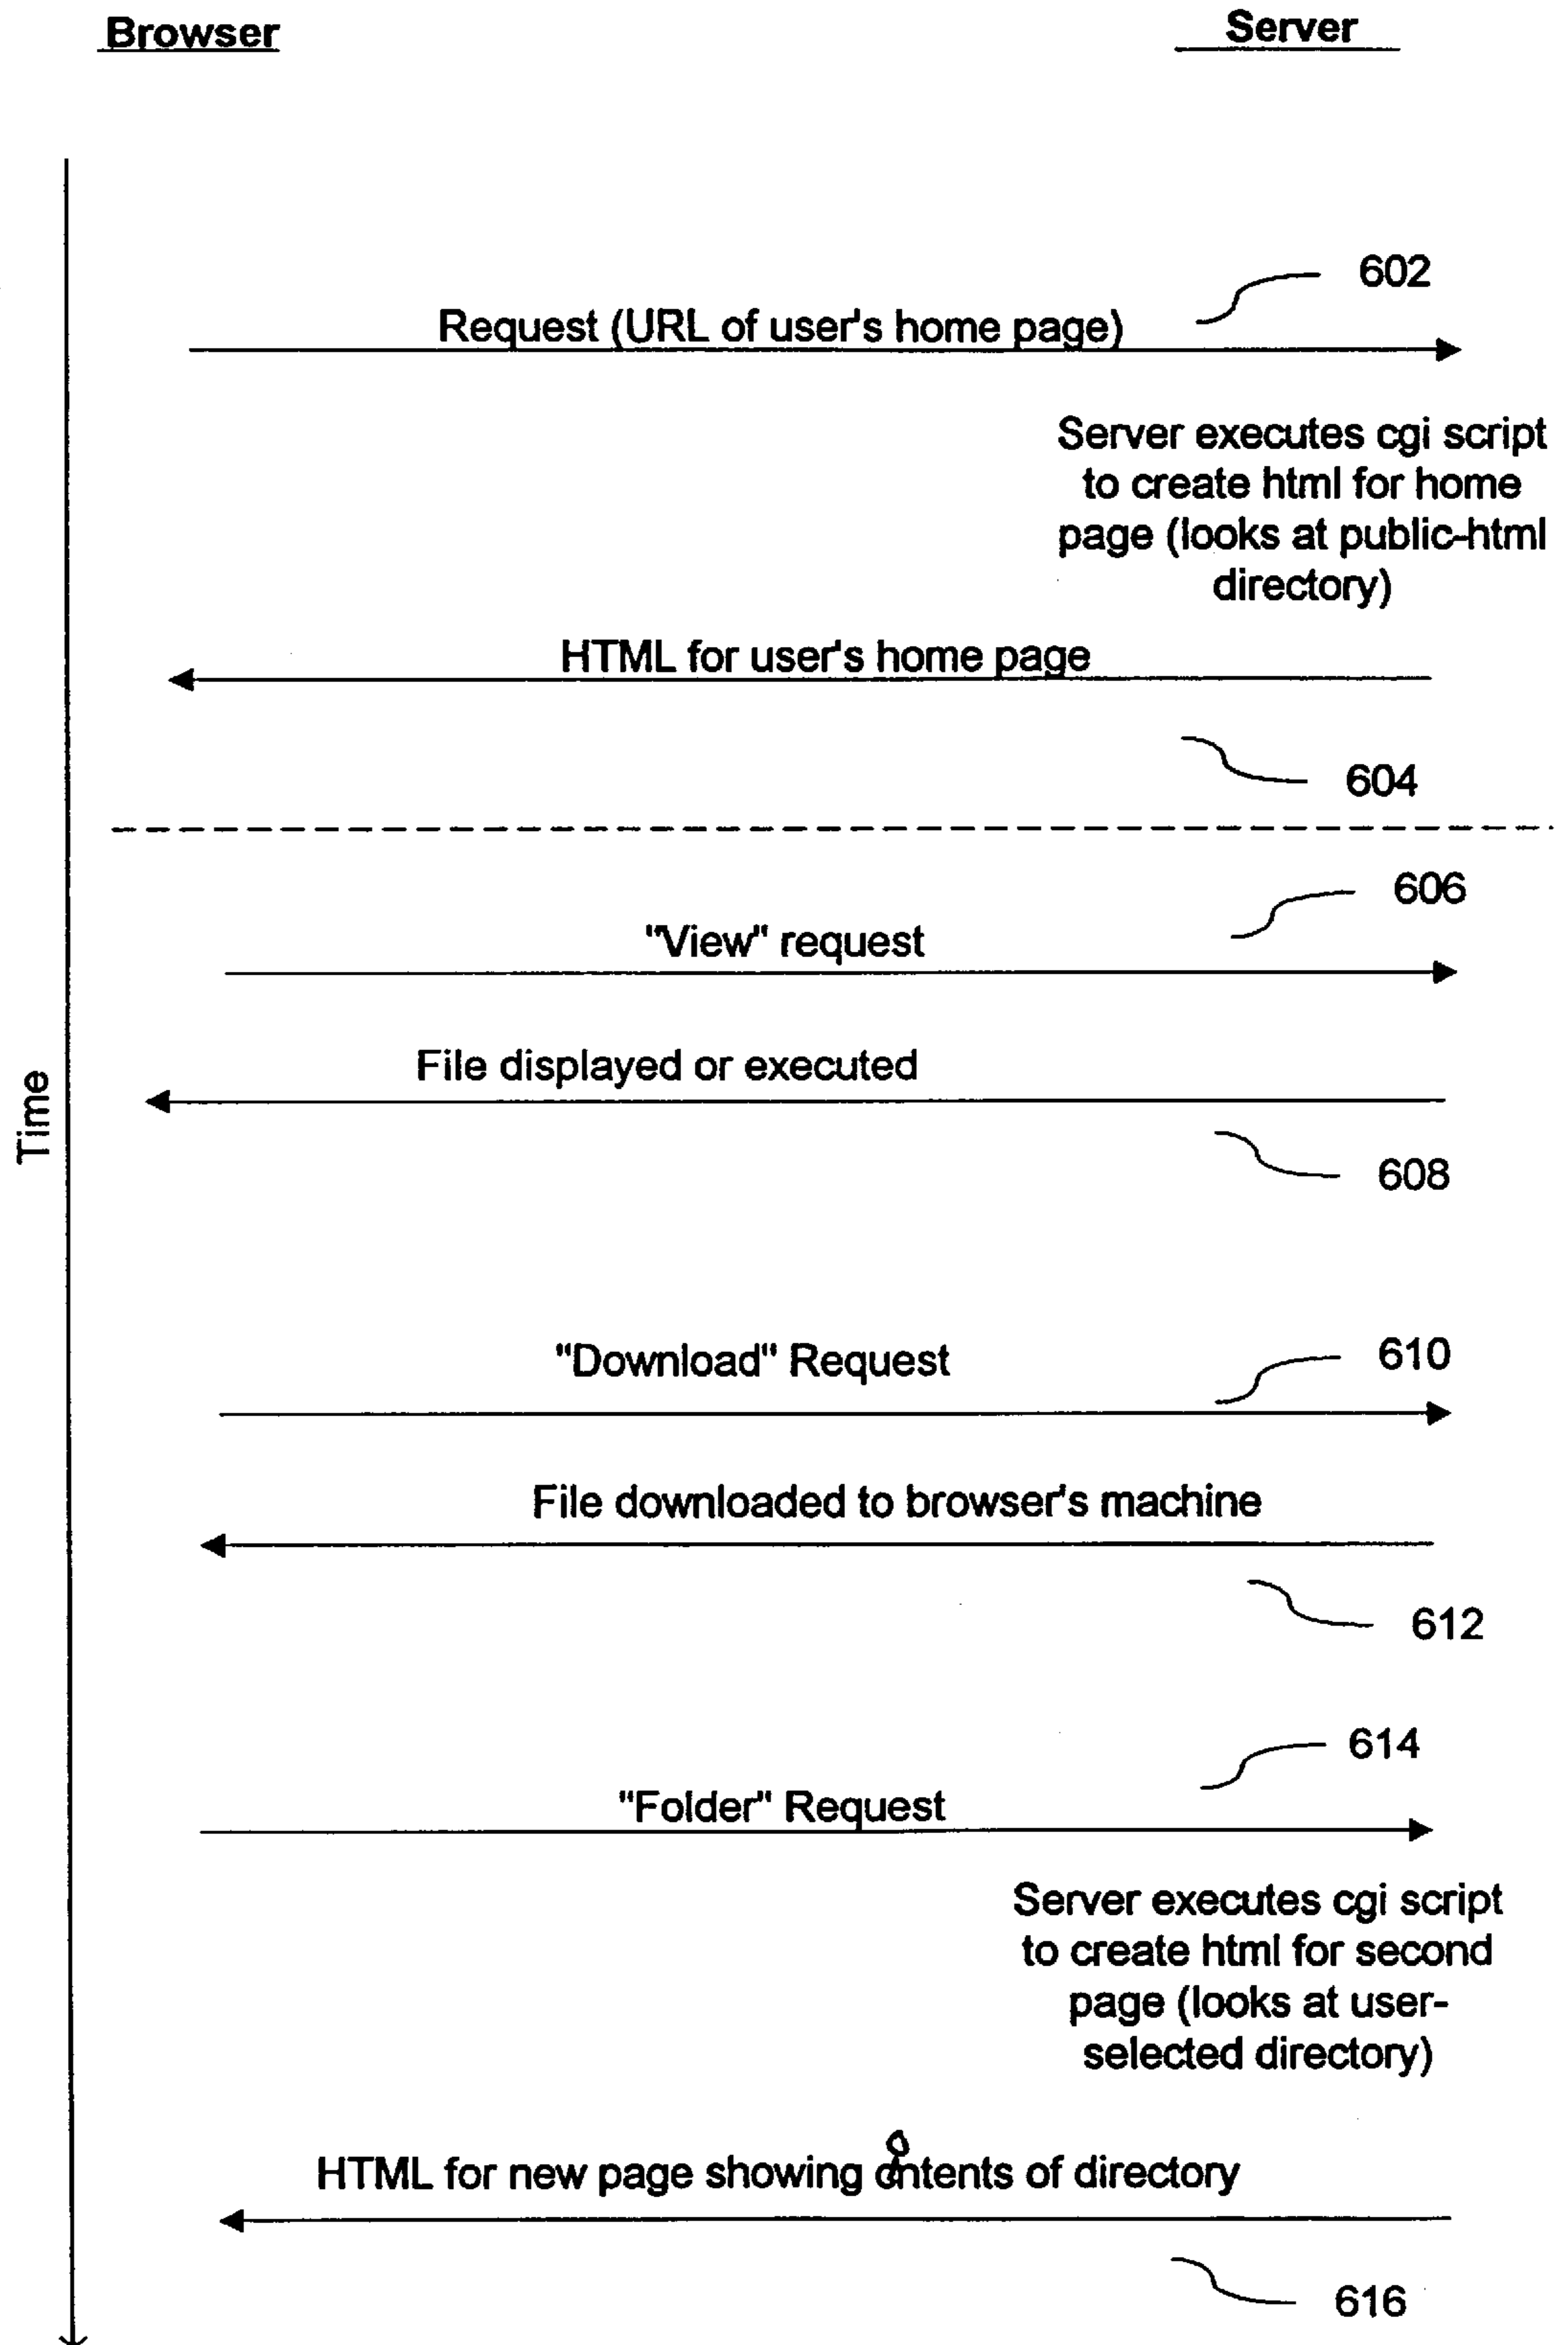 Browser
Server
602
Request (URL of user's home page)
Server executes cgi script
to create html for home
page (looks at public-html
directory)
HTML for user's home page
604
606
"View" request
File displayed or executed
Time
608
"Download" Request
610
File downloaded to browser's machine
612
614
"Folder" Request
Server executes cgi script
to create html for second
page (looks at user-
selected directory)
HTML for new page showing contents of directory
616